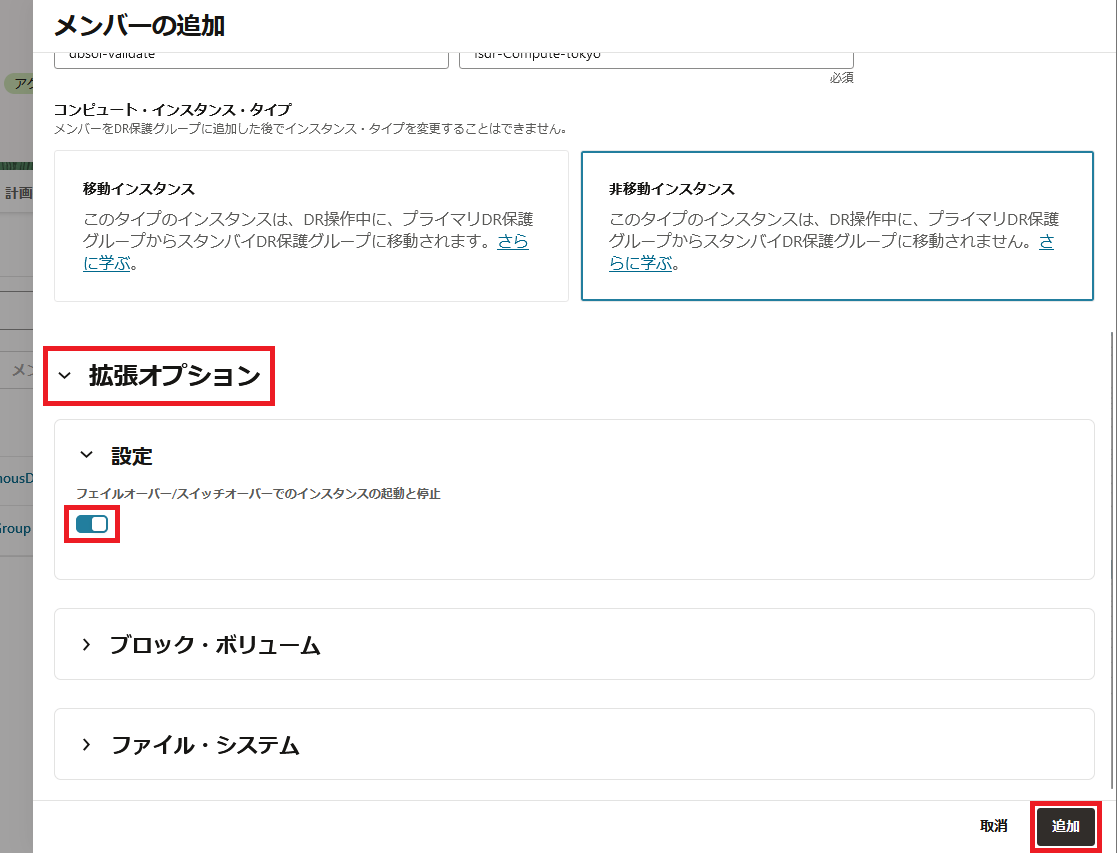 メンバーの追加
dbsol-validate
fsdr-Compute-tokyo
必須
アク
コンピュート・インスタンス・タイプ
メンバーをDR保護グループに追加した後でインスタンス・タイプを変更することはできません。
計画
移動インスタンス
このタイプのインスタンスは、DR操作中に、プライマリDR保護
グループからスタンバイDR保護グループに移動されます。さら
に学ぶ。
非移動インスタンス
このタイプのインスタンスは、DR操作中に、プライマリDR保護
グループからスタンバイDR保護グループに移動されません。さ
らに学ぶ。
メン
拡張オプション
設定
フェイルオーバー/スイッチオーバーでのインスタンスの起動と停止
nousD
Group
ブロック・ボリューム
ファイル・システム
取消
追加